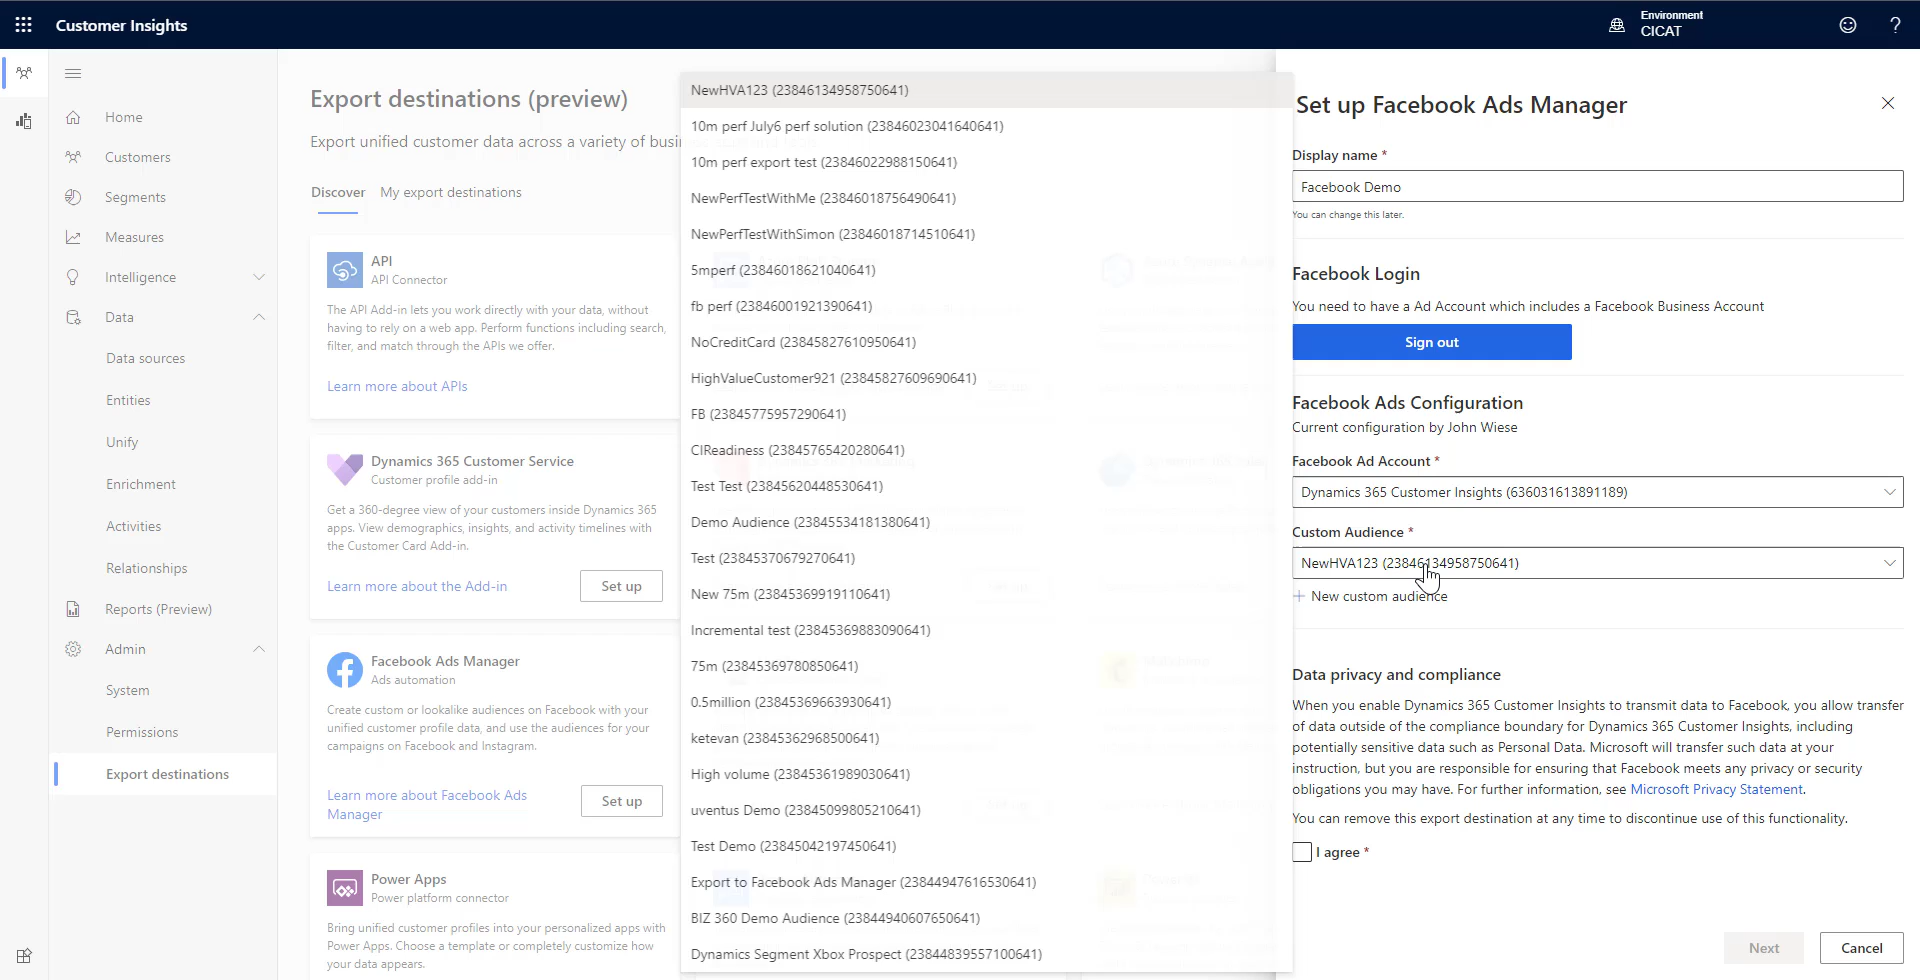 Customer Insights
Environment
CICAT
?
Home
Customers
Segments
Measures
Intelligence
Data
Data sources
Entities
Unify
Enrichment
Activities
Relationships
Reports (Preview)
Admin
System
Permissions
Export destinations
Export destinations (preview)
Export unified customer data across a variety of busi
Discover My export destinations
API
API Connector
The API Add-in lets you work directly with your data, without
having to rely on a web app. Perform functions including search,
filter, and match through the APIs we offer.
Learn more about APIs
Dynamics 365 Customer Service
Customer profile add-in
Get a 360-degree view of your customers inside Dynamics 365
apps. View demographics, insights, and activity timelines with
the Customer Card Add-in.
Learn more about the Add-in
Set up
Facebook Ads Manager
Ads automation
Create custom or lookalike audiences on Facebook with your
unified customer profile data, and use the audiences for your
campaigns on Facebook and Instagram.
Learn more about Facebook Ads
Manager
Set up
Power Apps
Power platform connector
Bring unified customer profiles into your personalized apps with
Power Apps. Choose a template or completely customize how
your data appears.
NewHVA123 (23846134958750641)
10m perf July6 perf solution (23846023041640641)
10m perf export test (23846022988150641)
NewPerfTestWithMe (23846018756490641)
NewPerfTestWithSimon (23846018714510641)
5mperf (23846018621040641)
fb perf (23846001921390641)
NoCreditCard (23845827610950641)
HighValueCustomer921 (23845827609690641)
FB (23845775957290641)
CIReadiness (23845765420280641)
Test Test (23845620448530641)
Demo Audience (23845534181380641)
Test (23845370679270641)
New 75m (23845369919110641)
Incremental test (23845369883090641)
75m (23845369780850641)
0.5million (23845369663930641)
ketevan (23845362968500641)
High volume (23845361989030641)
uventus Demo (23845099805210641)
Test Demo (23845042197450641)
Export to Facebook Ads Manager (23844947616530641)
BIZ 360 Demo Audience (23844940607650641)
Dynamics Segment Xbox Prospect (23844839557100641)
Set up Facebook Ads Manager
Display name *
Facebook Demo
You can change this later.
Facebook Login
You need to have a Ad Account which includes a Facebook Business Account
Sign out
Facebook Ads Configuration
Current configuration by John Wiese
Facebook Ad Account *
Dynamics 365 Customer Insights (636031613891189)
Custom Audience *
NewHVA123 (23846134958750641)
+ New custom audience
Data privacy and compliance
When you enable Dynamics 365 Customer Insights to transmit data to Facebook, you allow transfer
of data outside of the compliance boundary for Dynamics 365 Customer Insights, including
potentially sensitive data such as Personal Data. Microsoft will transfer such data at your
instruction, but you are responsible for ensuring that Facebook meets any privacy or security
obligations you may have. For further information, see Microsoft Privacy Statement.
You can remove this export destination at any time to discontinue use of this functionality.
I agree *
Next
Cancel